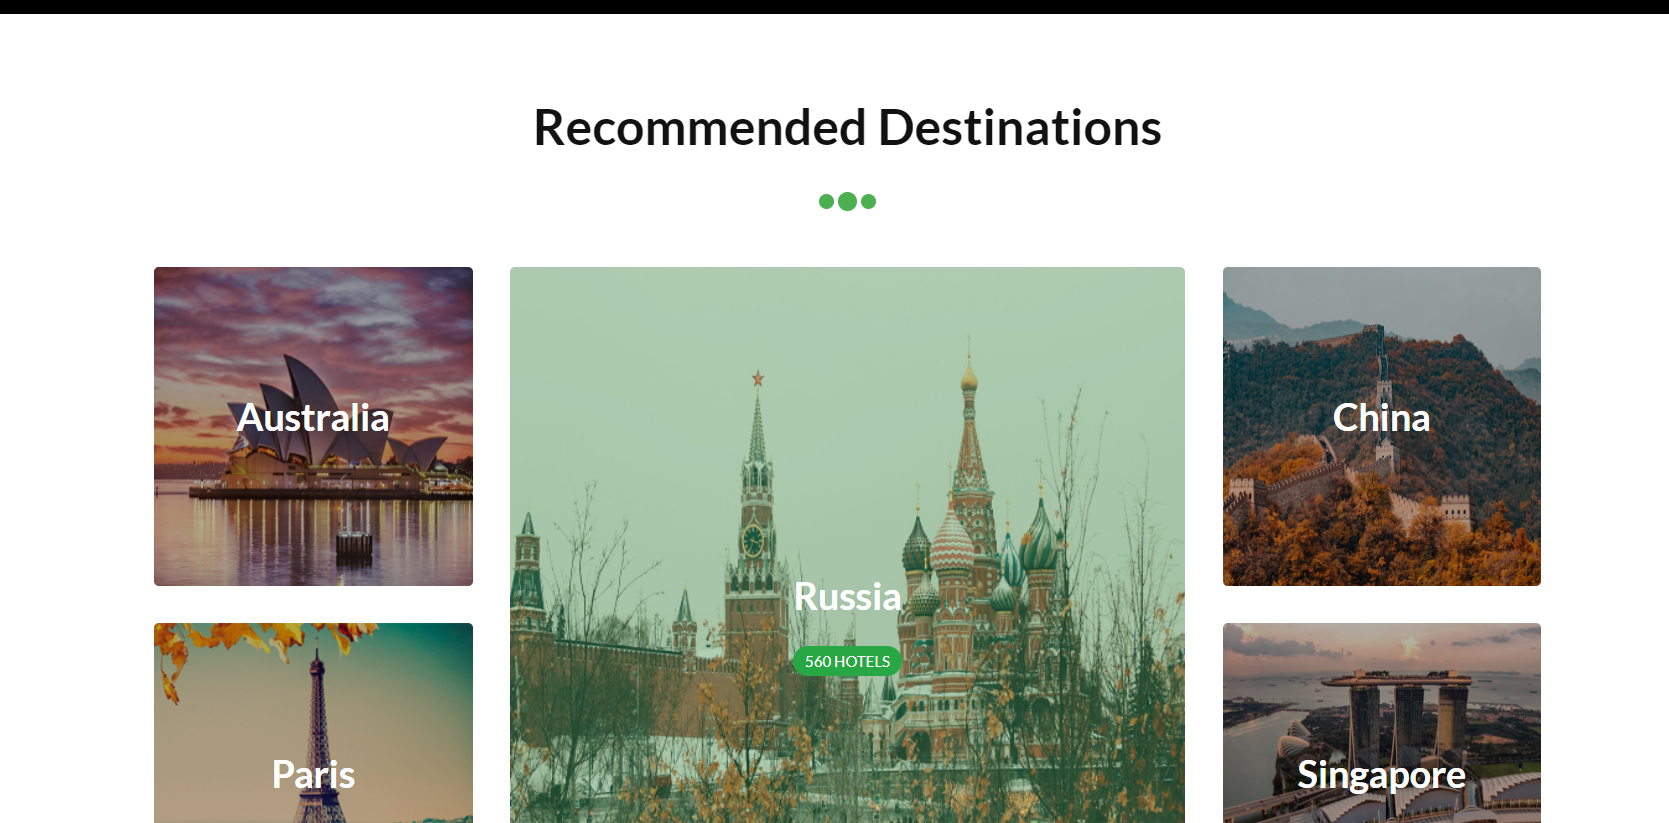 Recommended Destinations
Australia
Russia
560 HOTELS
China
Paris
Singapore